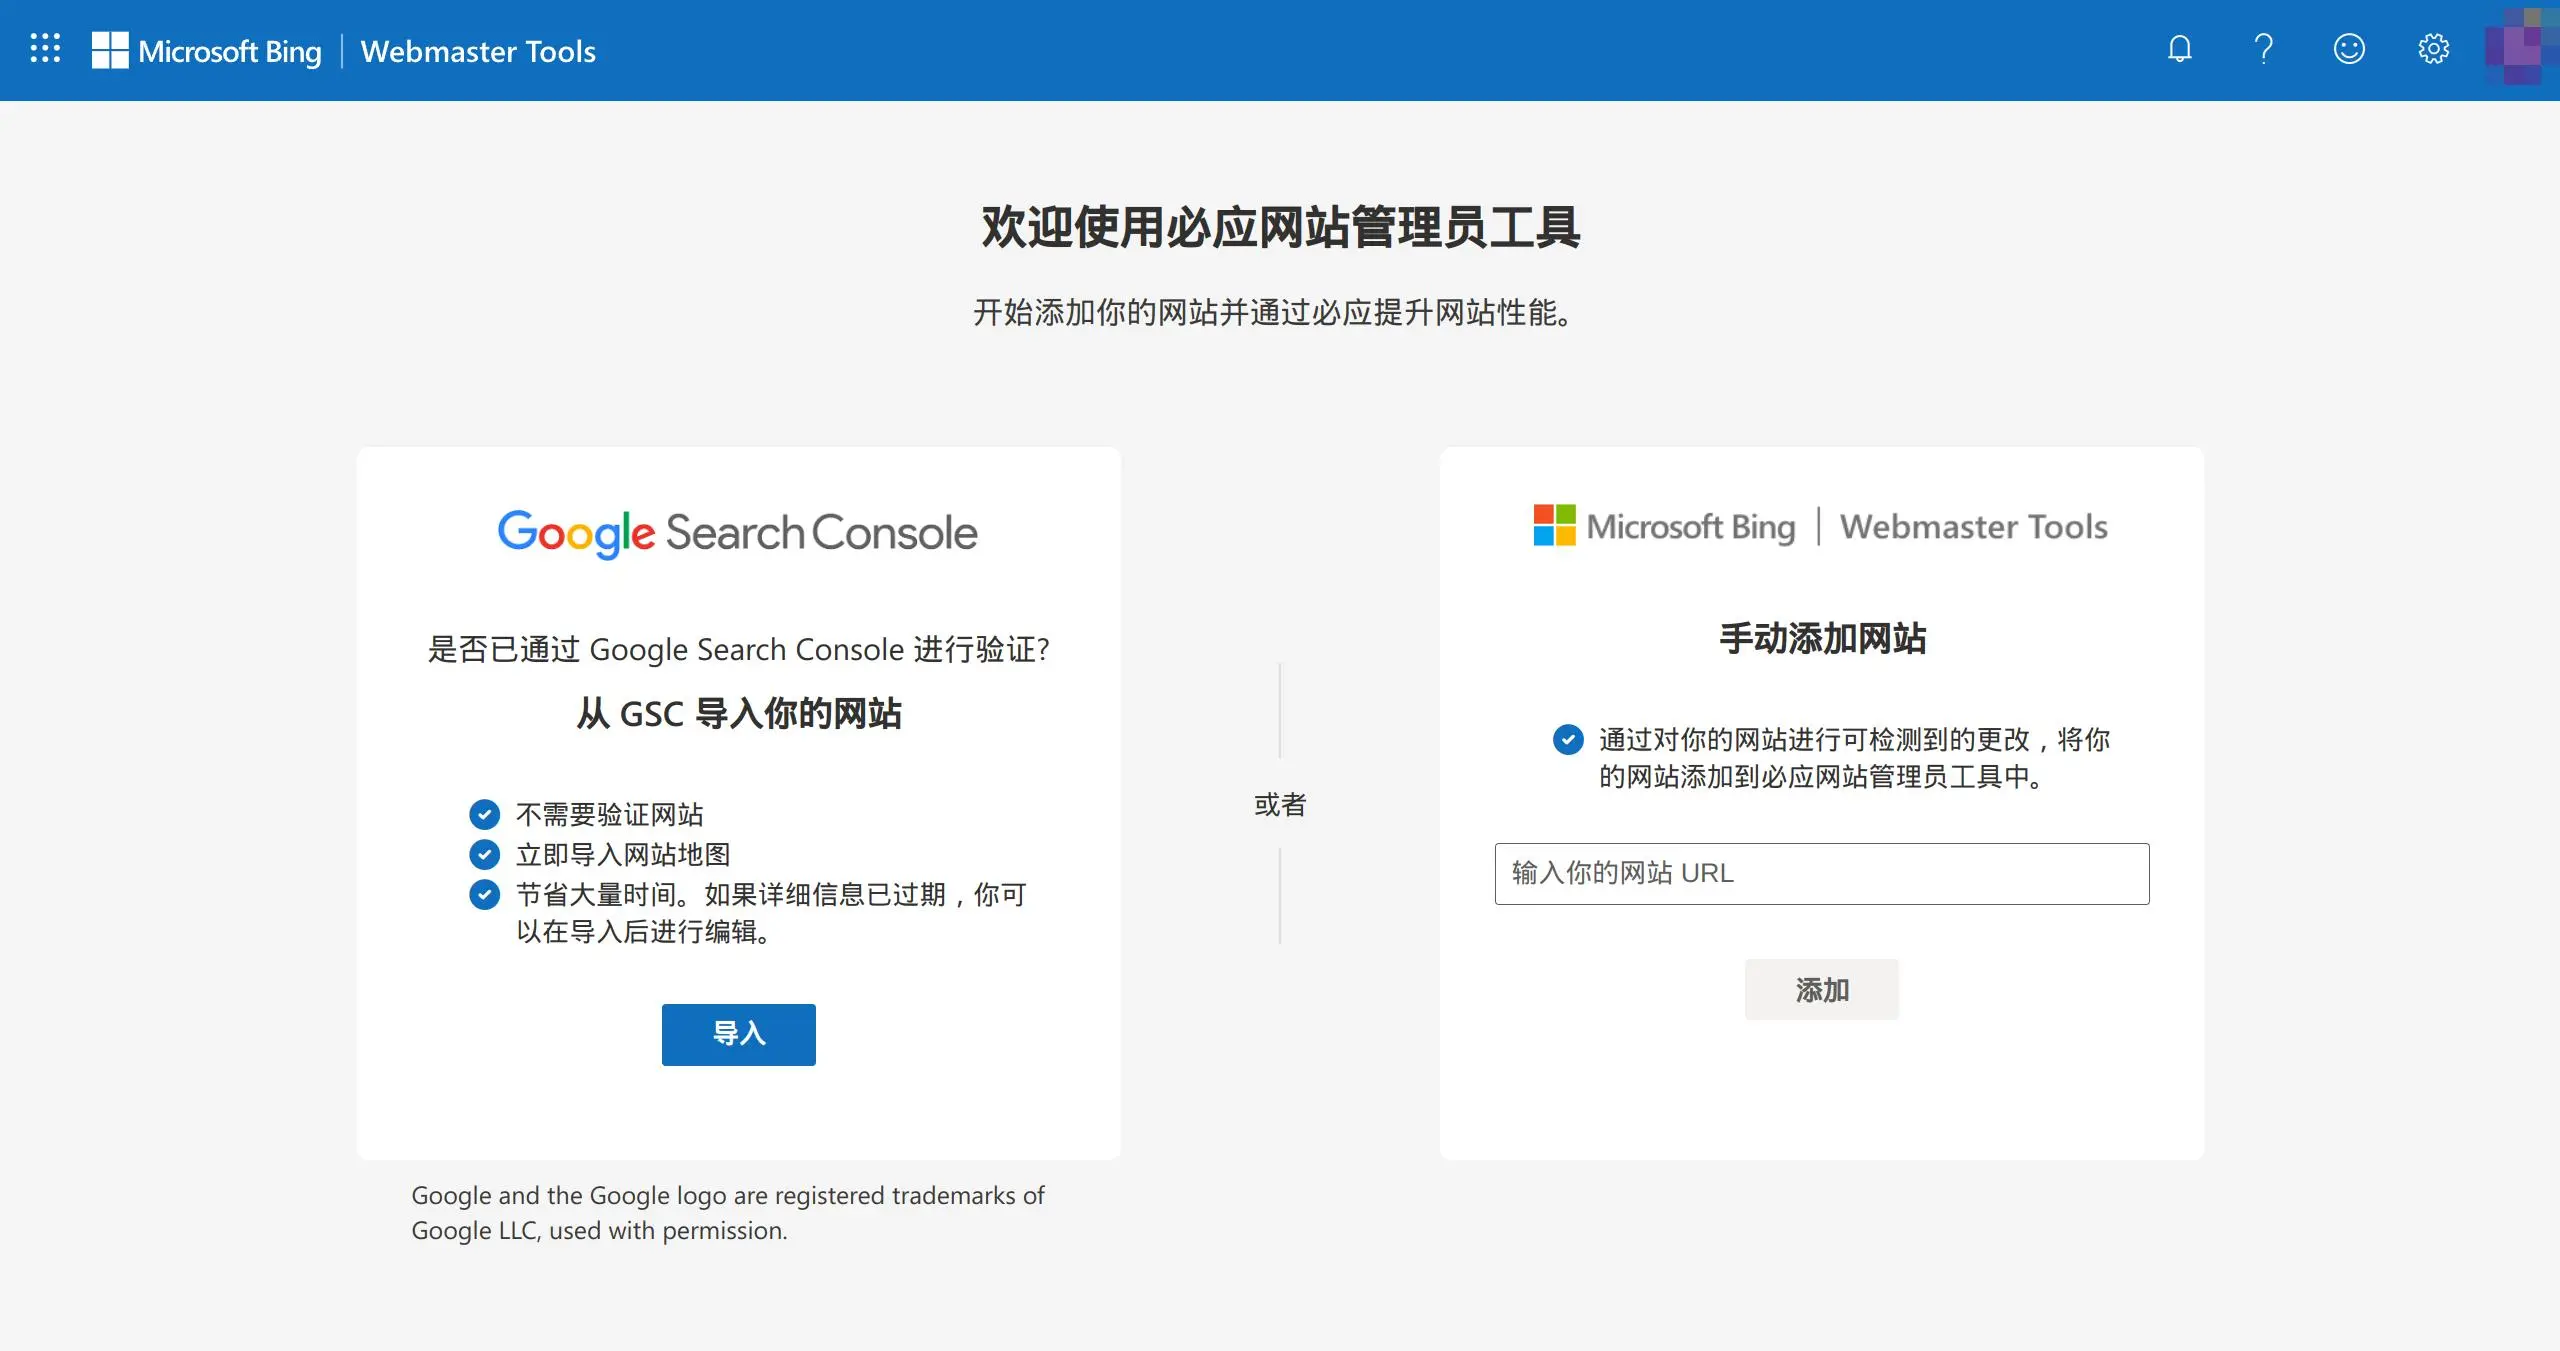 Microsoft Bing | Webmaster Tools
欢迎使用必应网站管理员工具
开始添加你的网站并通过必应提升网站性能。
Google Search Console
是否已通过 Google Search Console 进行验证?
从 GSC 导入你的网站
不需要验证网站
立即导入网站地图
节省大量时间。如果详细信息已过期，你可
以在导入后进行编辑。
导入
Google and the Google logo are registered trademarks of
Google LLC, used with permission.
或者
Microsoft Bing | Webmaster Tools
手动添加网站
通过对你的网站进行可检测到的更改，将你
的网站添加到必应网站管理员工具中。
输入你的网站 URL
添加